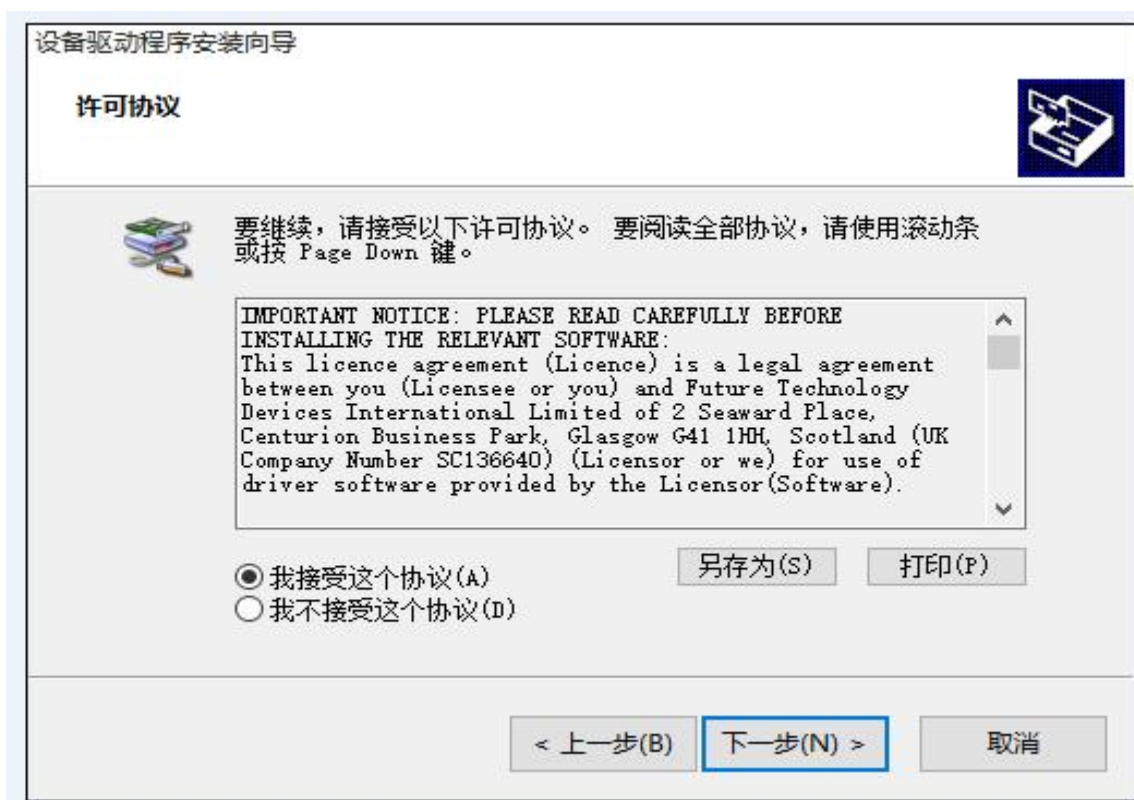 设备驱动程序安装向导
许可协议
要继续，请接受以下许可协议。 要阅读全部协议，请使用滚动条
或按 Page Down 键。
IMPORTANT NOTICE: PLEASE READ CAREFULLY BEFORE
INSTALLING THE RELEVANT SOFTWARE:
This licence agreement (Licence) is a legal agreement
between you (Licensee or you) and Future Technology
Devices International Limited of 2 Seaward Place,
Centurion Business Park, Glasgow G41 1HH, Scotland (UK
Company Number SC136640) (Licensor or we) for use of
driver software provided by the Licensor(Software).
另存为(S) 打印(P)
我接受这个协议(A)
我不接受这个协议(D)
< 上一步(B) 下一步(N) > 取消